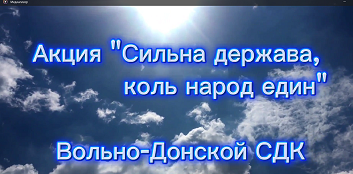 Акция "Сильна держава,
коль народ един"
Вольно-Донской СДК